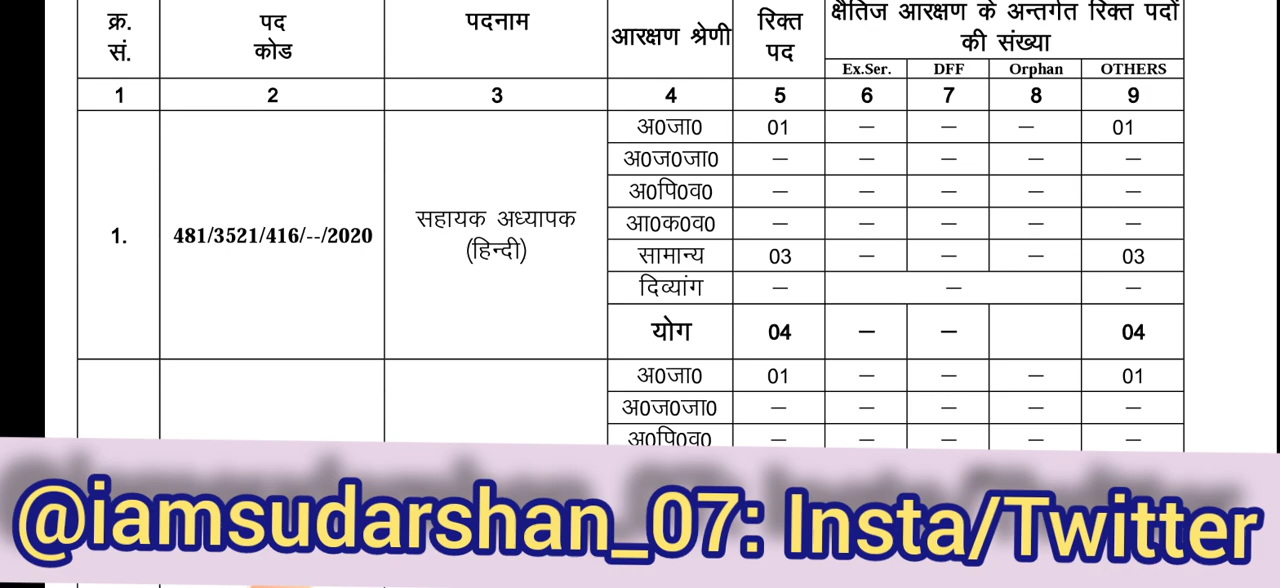 क्र. सं. पद कोड पदनाम आरक्षण श्रेणी रिक्त पद क्षैतिज आरक्षण के अन्तर्गत रिक्त पदों की संख्या
Ex.Ser. DFF Orphan OTHERS
1 2 3 4 5 6 7 8 9
1. 481/3521/416/--/2020 सहायक अध्यापक (हिन्दी)
अ0जा0 01 — — — 01
अ0ज0जा0 — — — — —
अ0पि0व0 — — — — —
आ0क0व0 — — — — —
सामान्य 03 — — — 03
दिव्यांग — — —
योग 04 — — 04
अ0जा0 01 — — — 01
अ0ज0जा0 — — — — —
अ0पि0व0 — — — — —
@iamsudarshan_07: Insta/Twitter